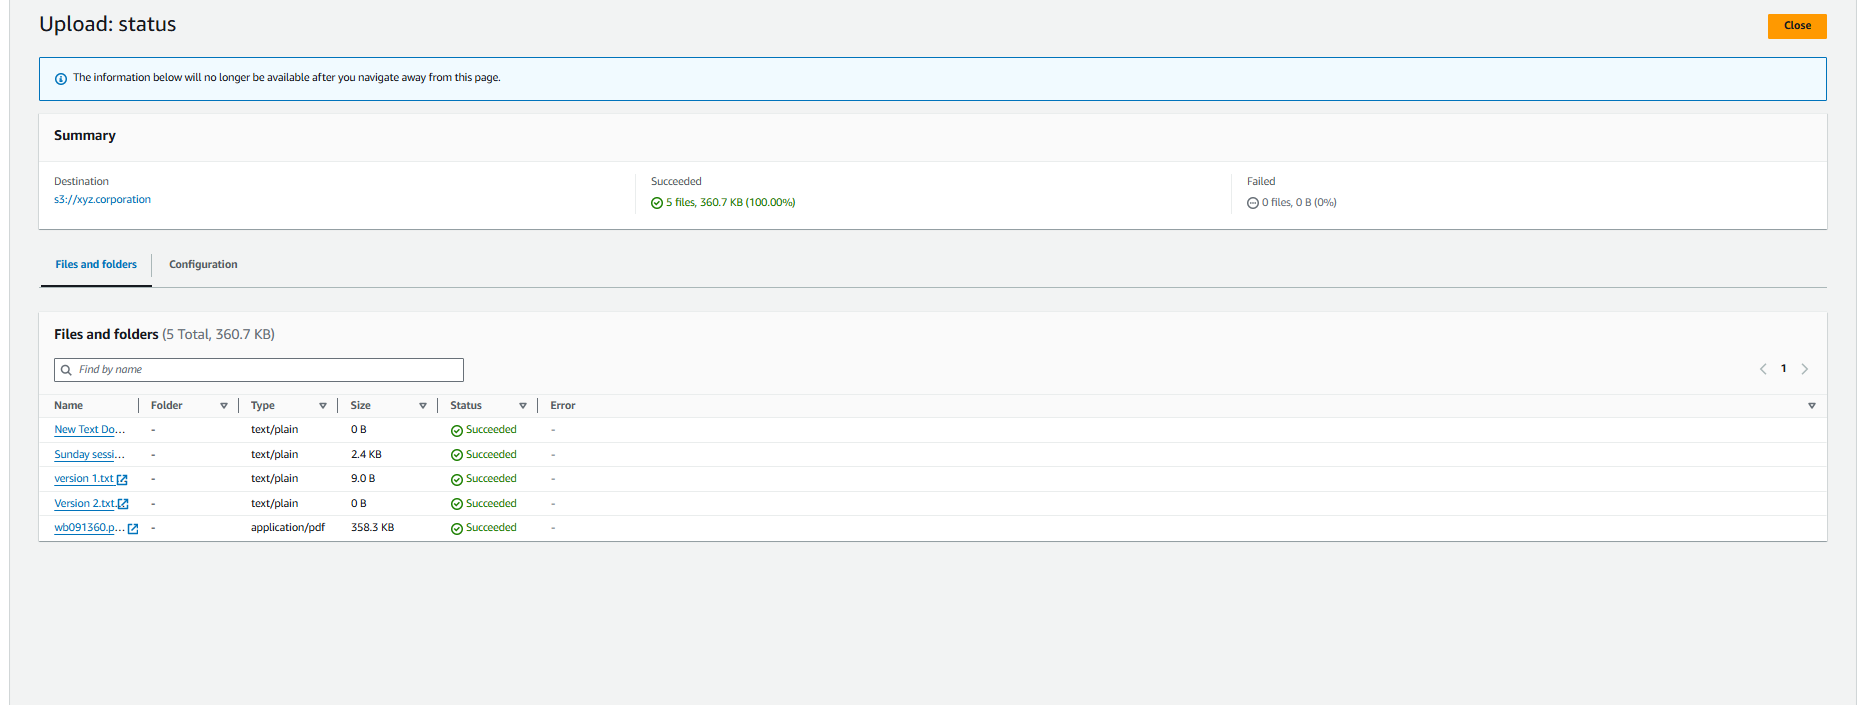 Upload: status
Close
The information below will no longer be available after you navigate away from this page.
Summary
Destination
s3://xyz.corporation
Succeeded
5 files, 360.7 KB (100.00%)
Failed
0 files, 0 B (0%)
Files and folders
Configuration
Files and folders (5 Total, 360.7 KB)
Find by name
1
Name Folder Type Size Status Error
New Text Do... - text/plain 0 B Succeeded -
Sunday sessi... - text/plain 2.4 KB Succeeded -
version 1.txt - text/plain 9.0 B Succeeded -
Version 2.txt - text/plain 0 B Succeeded -
wb091360.p... - application/pdf 358.3 KB Succeeded -